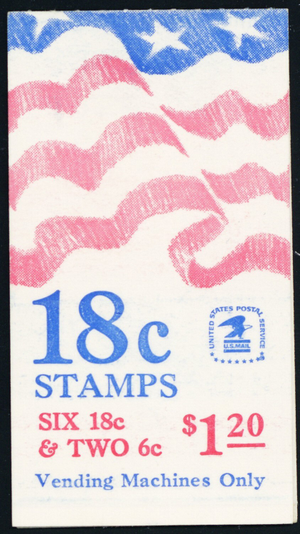 18c
STAMPS
SIX 18c
& TWO 6c
$1.20
Vending Machines Only
UNITED STATES POSTAL SERVICE
U.S.MAIL